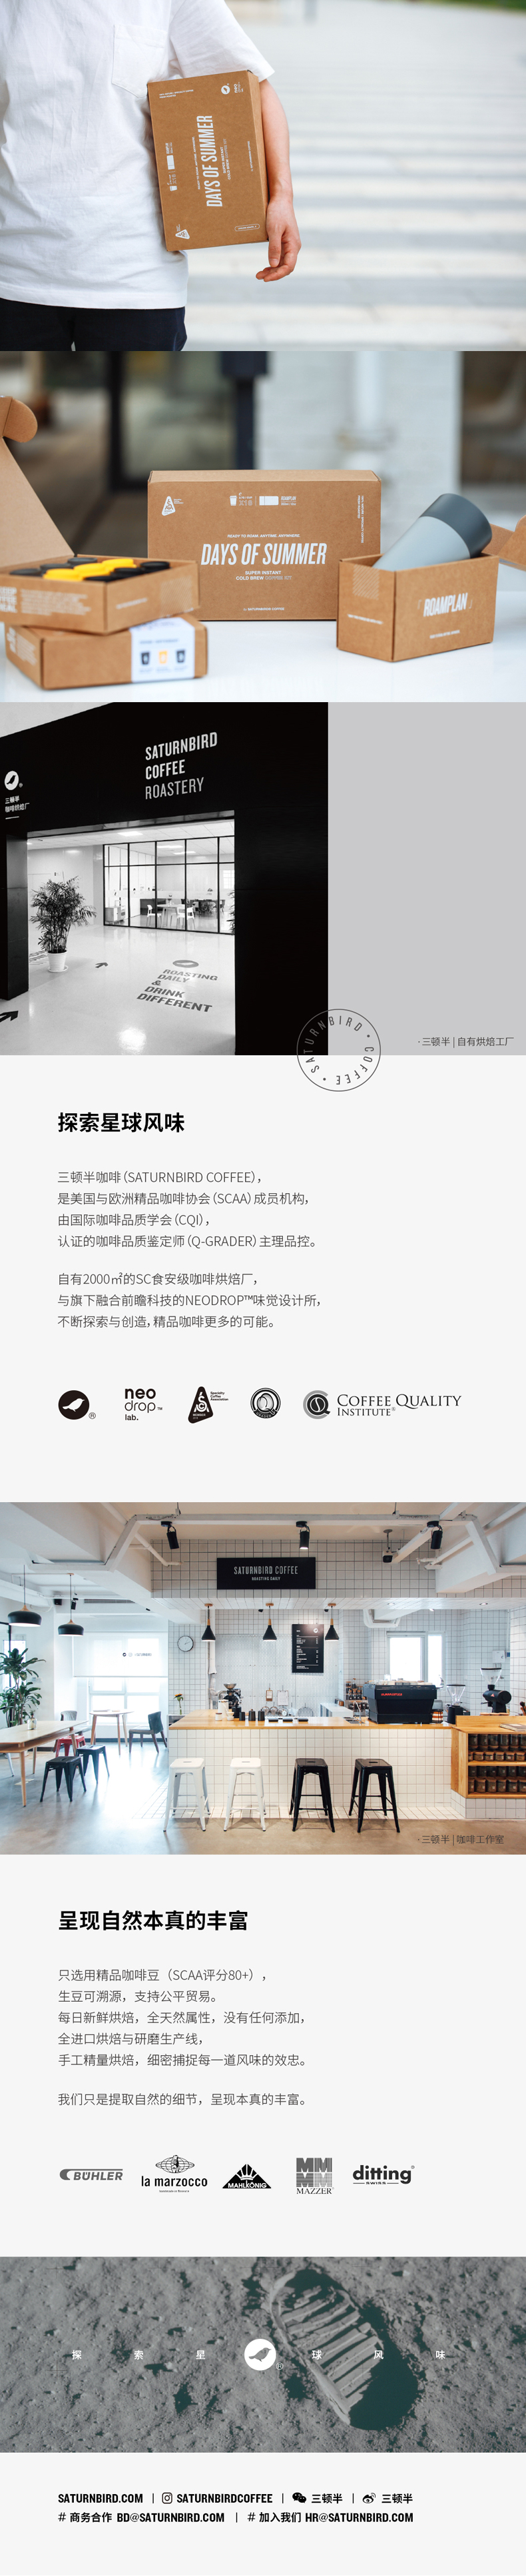 DAYS OF SUMMER
READY TO ROAM. ANYTIME, ANYWHERE.
DAYS OF SUMMER
SUPER INSTANT
COLD BREW COFFEE KIT
SATURNBIRD COFFEE
ROAMPLAN
SATURNBIRD
COFFEE
ROASTERY
三顿半
咖啡烘焙厂
ROASTING
DAILY
&
DRINK
DIFFERENT
SATURNBIRD • COFFEE •
· 三顿半 | 自有烘焙工厂
探索星球风味
三顿半咖啡（SATURNBIRD COFFEE），
是美国与欧洲精品咖啡协会（SCAA）成员机构，
由国际咖啡品质学会（CQI），
认证的咖啡品质鉴定师（Q-GRADER）主理品控。
自有2000㎡的SC食安级咖啡烘焙厂，
与旗下融合前瞻科技的NEODROP™味觉设计所，
不断探索与创造，精品咖啡更多的可能。
®
neo
drop™
lab.
Specialty
Coffee
Association
COFFEE QUALITY
INSTITUTE®
SATURNBIRD COFFEE
ROASTING DAILY
· 三顿半 | 咖啡工作室
呈现自然本真的丰富
只选用精品咖啡豆（SCAA评分80+），
生豆可溯源，支持公平贸易。
每日新鲜烘焙，全天然属性，没有任何添加，
全进口烘焙与研磨生产线，
手工精量烘焙，细密捕捉每一道风味的效忠。
我们只是提取自然的细节，呈现本真的丰富。
BÜHLER
la marzocco
MAHLKÖNIG
MAZZER
ditting®
SWISS
探 索 星 ® 球 风 味
SATURNBIRD.COM | SATURNBIRDCOFFEE | 三顿半 | 三顿半
# 商务合作 BD@SATURNBIRD.COM | # 加入我们 HR@SATURNBIRD.COM